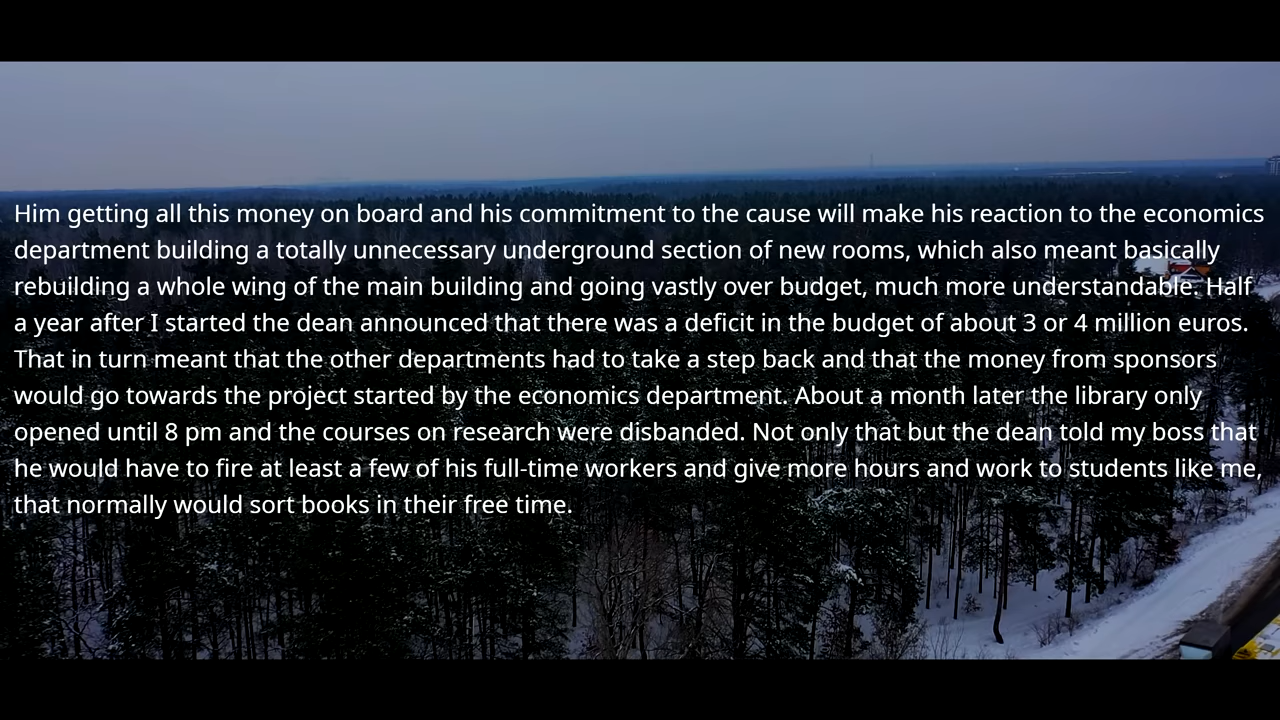 Him getting all this money on board and his commitment to the cause will make his reaction to the economics
department building a totally unnecessary underground section of new rooms, which also meant basically
rebuilding a whole wing of the main building and going vastly over budget, much more understandable. Half
a year after I started the dean announced that there was a deficit in the budget of about 3 or 4 million euros.
That in turn meant that the other departments had to take a step back and that the money from sponsors
would go towards the project started by the economics department. About a month later the library only
opened until 8 pm and the courses on research were disbanded. Not only that but the dean told my boss that
he would have to fire at least a few of his full-time workers and give more hours and work to students like me,
that normally would sort books in their free time.